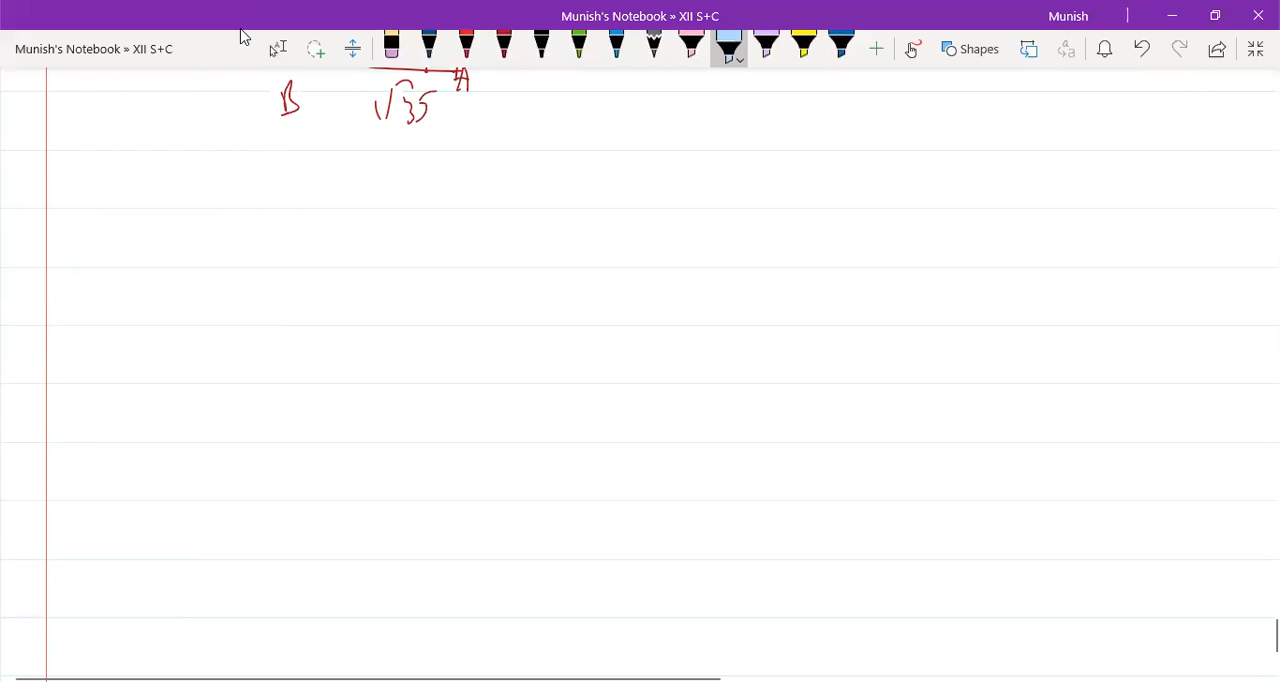 Munish's Notebook » XII S+C
Munish
Munish's Notebook » XII S+C
Shapes
A
B √35